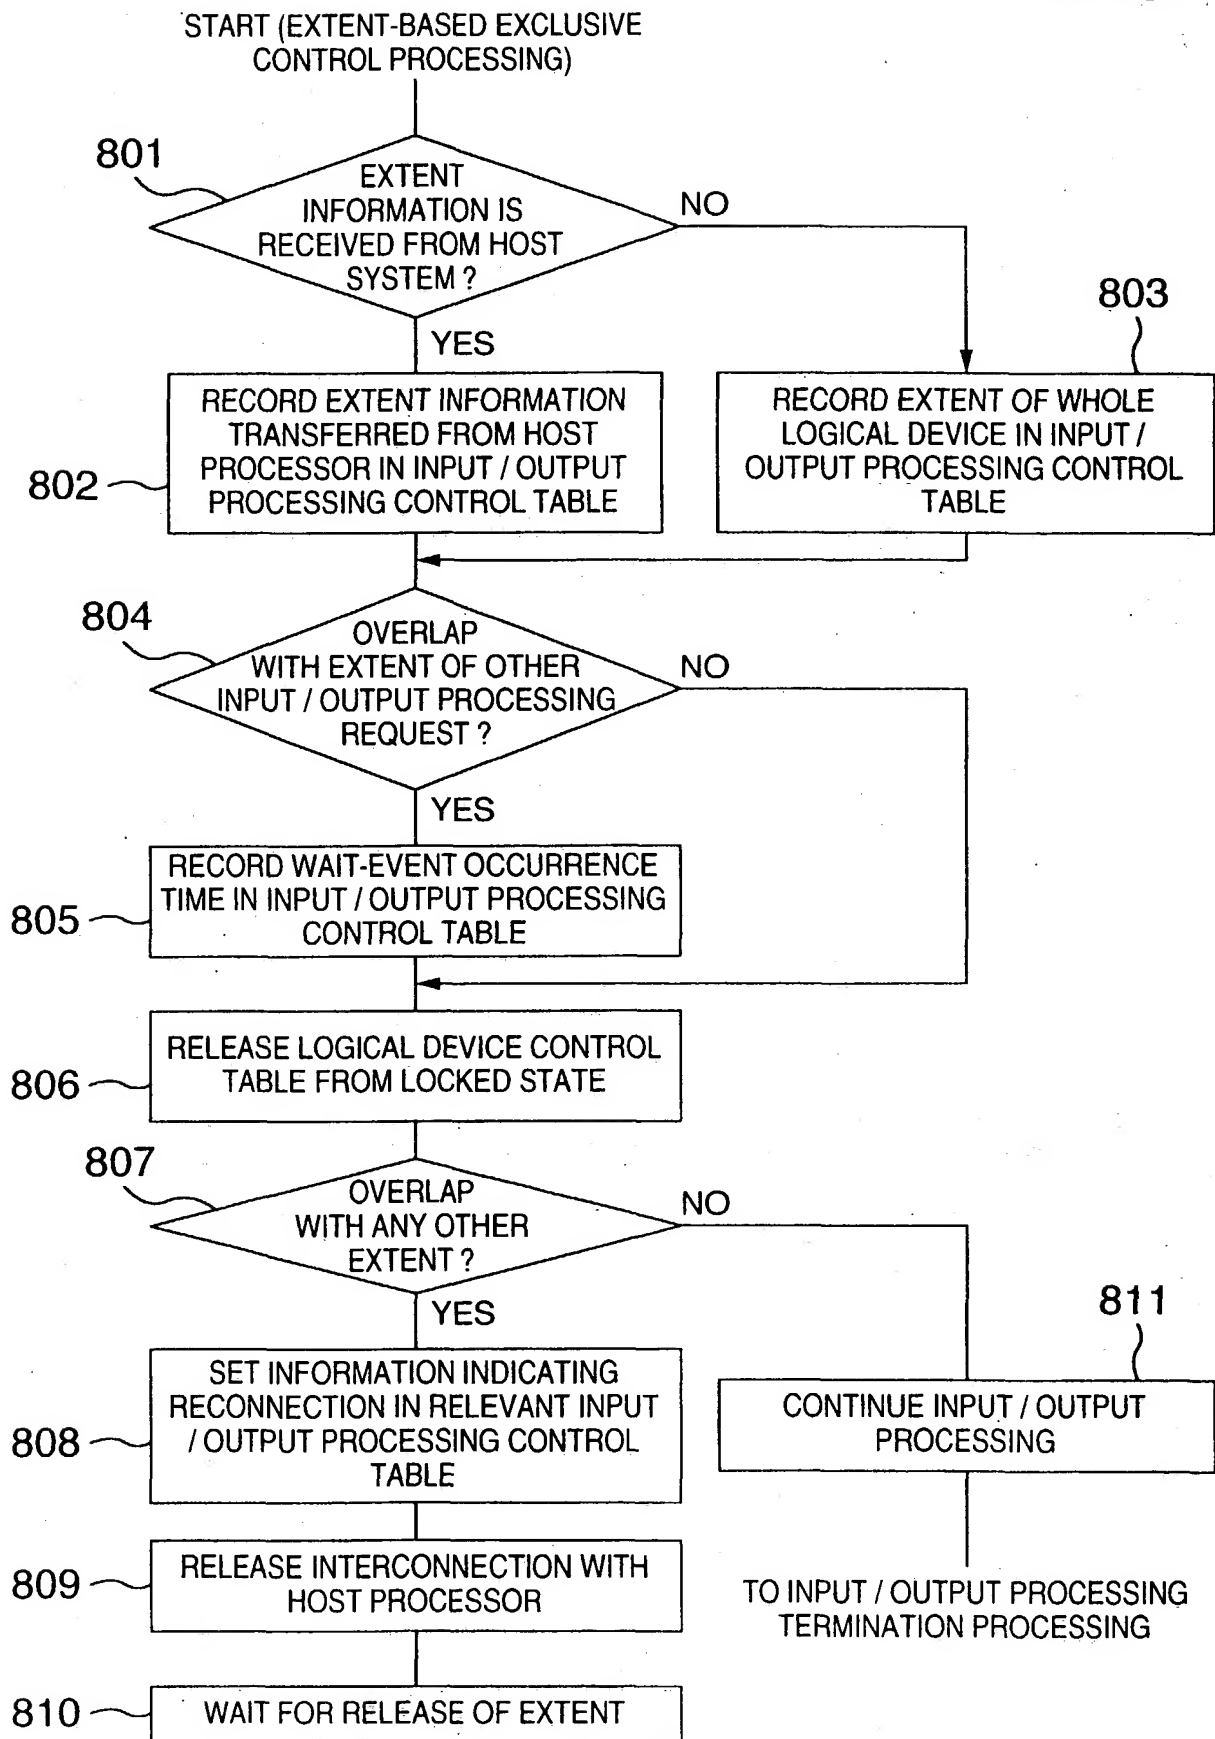 START (EXTENT-BASED EXCLUSIVE
CONTROL PROCESSING)
801
EXTENT
INFORMATION IS
RECEIVED FROM HOST
SYSTEM ?
NO
YES
803
802
RECORD EXTENT INFORMATION
TRANSFERRED FROM HOST
PROCESSOR IN INPUT / OUTPUT
PROCESSING CONTROL TABLE
RECORD EXTENT OF WHOLE
LOGICAL DEVICE IN INPUT /
OUTPUT PROCESSING CONTROL
TABLE
804
OVERLAP
WITH EXTENT OF OTHER
INPUT / OUTPUT PROCESSING
REQUEST ?
NO
YES
805
RECORD WAIT-EVENT OCCURRENCE
TIME IN INPUT / OUTPUT PROCESSING
CONTROL TABLE
806
RELEASE LOGICAL DEVICE CONTROL
TABLE FROM LOCKED STATE
807
OVERLAP
WITH ANY OTHER
EXTENT ?
NO
YES
811
808
SET INFORMATION INDICATING
RECONNECTION IN RELEVANT INPUT
/ OUTPUT PROCESSING CONTROL
TABLE
CONTINUE INPUT / OUTPUT
PROCESSING
809
RELEASE INTERCONNECTION WITH
HOST PROCESSOR
TO INPUT / OUTPUT PROCESSING
TERMINATION PROCESSING
810
WAIT FOR RELEASE OF EXTENT